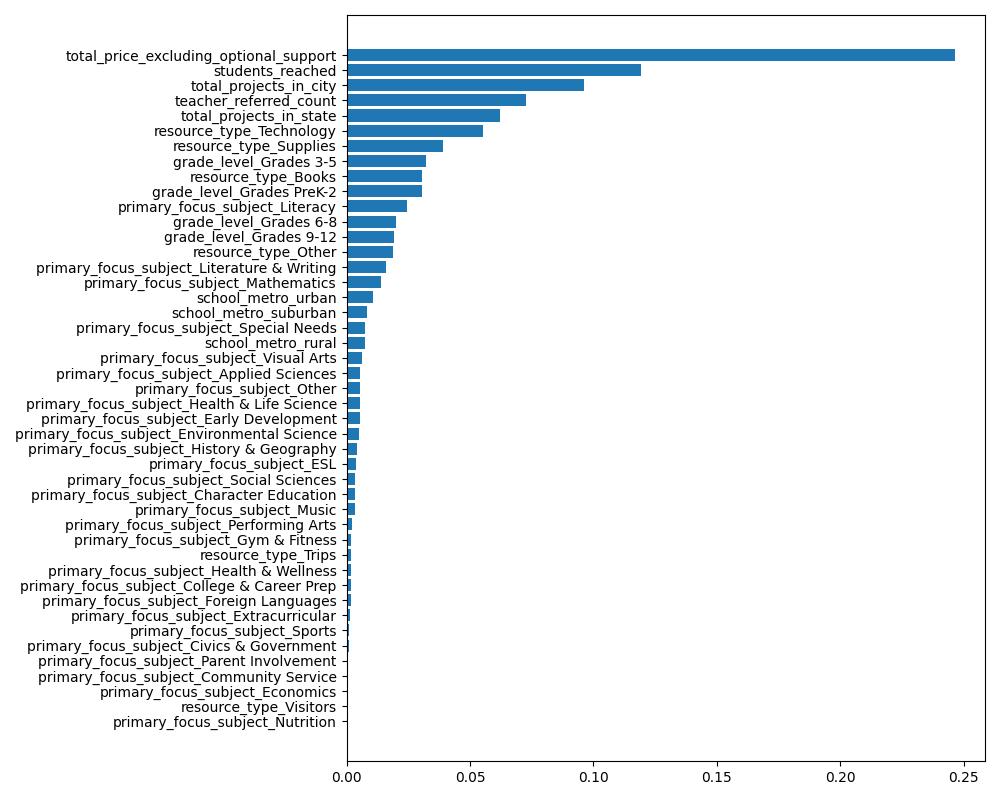 total_price_excluding_optional_support
students_reached
total_projects_in_city
teacher_referred_count
total_projects_in_state
resource_type_Technology
resource_type_Supplies
grade_level_Grades 3-5
resource_type_Books
grade_level_Grades PreK-2
primary_focus_subject_Literacy
grade_level_Grades 6-8
grade_level_Grades 9-12
resource_type_Other
primary_focus_subject_Literature & Writing
primary_focus_subject_Mathematics
school_metro_urban
school_metro_suburban
primary_focus_subject_Special Needs
school_metro_rural
primary_focus_subject_Visual Arts
primary_focus_subject_Applied Sciences
primary_focus_subject_Other
primary_focus_subject_Health & Life Science
primary_focus_subject_Early Development
primary_focus_subject_Environmental Science
primary_focus_subject_History & Geography
primary_focus_subject_ESL
primary_focus_subject_Social Sciences
primary_focus_subject_Character Education
primary_focus_subject_Music
primary_focus_subject_Performing Arts
primary_focus_subject_Gym & Fitness
resource_type_Trips
primary_focus_subject_Health & Wellness
primary_focus_subject_College & Career Prep
primary_focus_subject_Foreign Languages
primary_focus_subject_Extracurricular
primary_focus_subject_Sports
primary_focus_subject_Civics & Government
primary_focus_subject_Parent Involvement
primary_focus_subject_Community Service
primary_focus_subject_Economics
resource_type_Visitors
primary_focus_subject_Nutrition
0.00 0.05 0.10 0.15 0.20 0.25